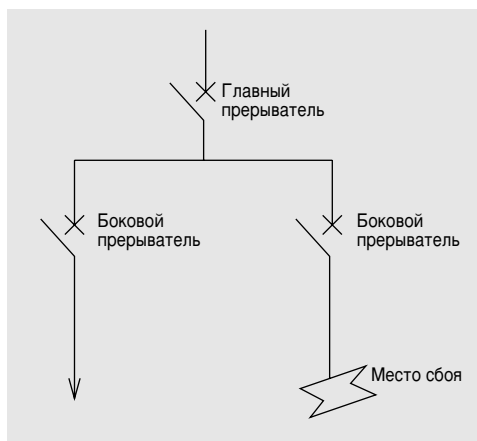 Главный
прерыватель
Боковой
прерыватель
Боковой
прерыватель
Место сбоя